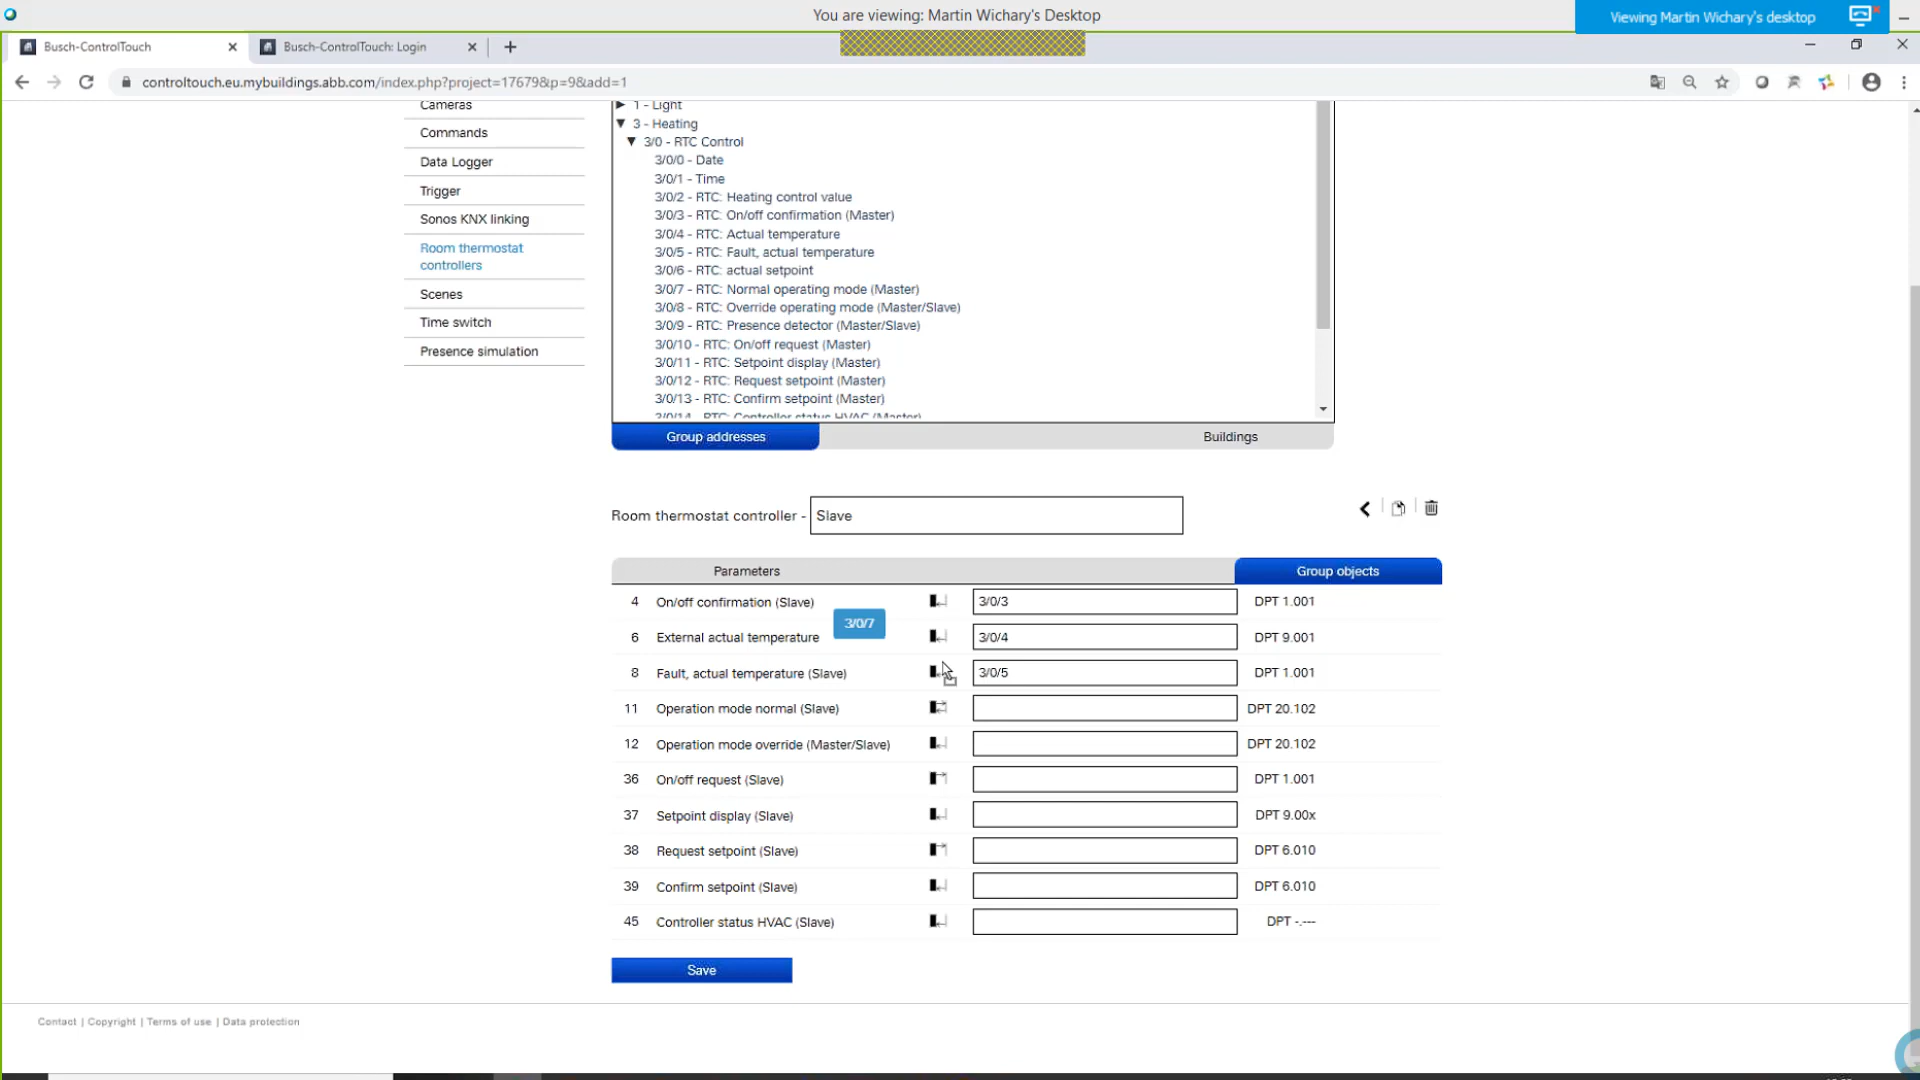 You are viewing: Martin Wichary's Desktop
Viewing Martin Wichary's desktop
Busch-ControlTouch
Busch-ControlTouch: Login
controltouch.eu.mybuildings.abb.com/index.php?project=17679&p=9&add=1
Cameras
Commands
Data Logger
Trigger
Sonos KNX linking
Room thermostat
controllers
Scenes
Time switch
Presence simulation
1 - Light
3 - Heating
3/0 - RTC Control
3/0/0 - Date
3/0/1 - Time
3/0/2 - RTC: Heating control value
3/0/3 - RTC: On/off confirmation (Master)
3/0/4 - RTC: Actual temperature
3/0/5 - RTC: Fault, actual temperature
3/0/6 - RTC: actual setpoint
3/0/7 - RTC: Normal operating mode (Master)
3/0/8 - RTC: Override operating mode (Master/Slave)
3/0/9 - RTC: Presence detector (Master/Slave)
3/0/10 - RTC: On/off request (Master)
3/0/11 - RTC: Setpoint display (Master)
3/0/12 - RTC: Request setpoint (Master)
3/0/13 - RTC: Confirm setpoint (Master)
3/0/14 - RTC: Controller status HVAC (Master)
Group addresses
Buildings
Room thermostat controller - Slave
Parameters
Group objects
4 On/off confirmation (Slave) 3/0/3 DPT 1.001
3/0/7
6 External actual temperature 3/0/4 DPT 9.001
8 Fault, actual temperature (Slave) 3/0/5 DPT 1.001
11 Operation mode normal (Slave) DPT 20.102
12 Operation mode override (Master/Slave) DPT 20.102
36 On/off request (Slave) DPT 1.001
37 Setpoint display (Slave) DPT 9.00x
38 Request setpoint (Slave) DPT 6.010
39 Confirm setpoint (Slave) DPT 6.010
45 Controller status HVAC (Slave) DPT -.---
Save
Contact | Copyright | Terms of use | Data protection